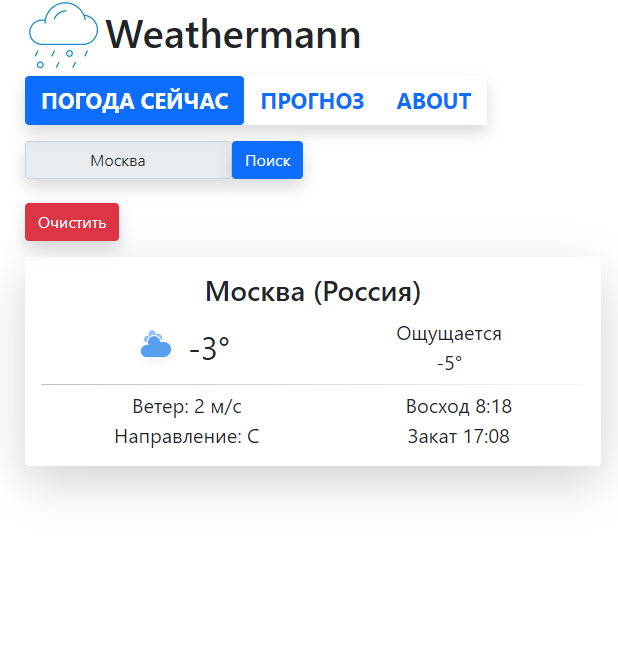 Weathermann
ПОГОДА СЕЙЧАС ПРОГНОЗ ABOUT
Москва Поиск
Очистить
Москва (Россия)
-3°
Ощущается
-5°
Ветер: 2 м/с
Направление: С
Восход 8:18
Закат 17:08